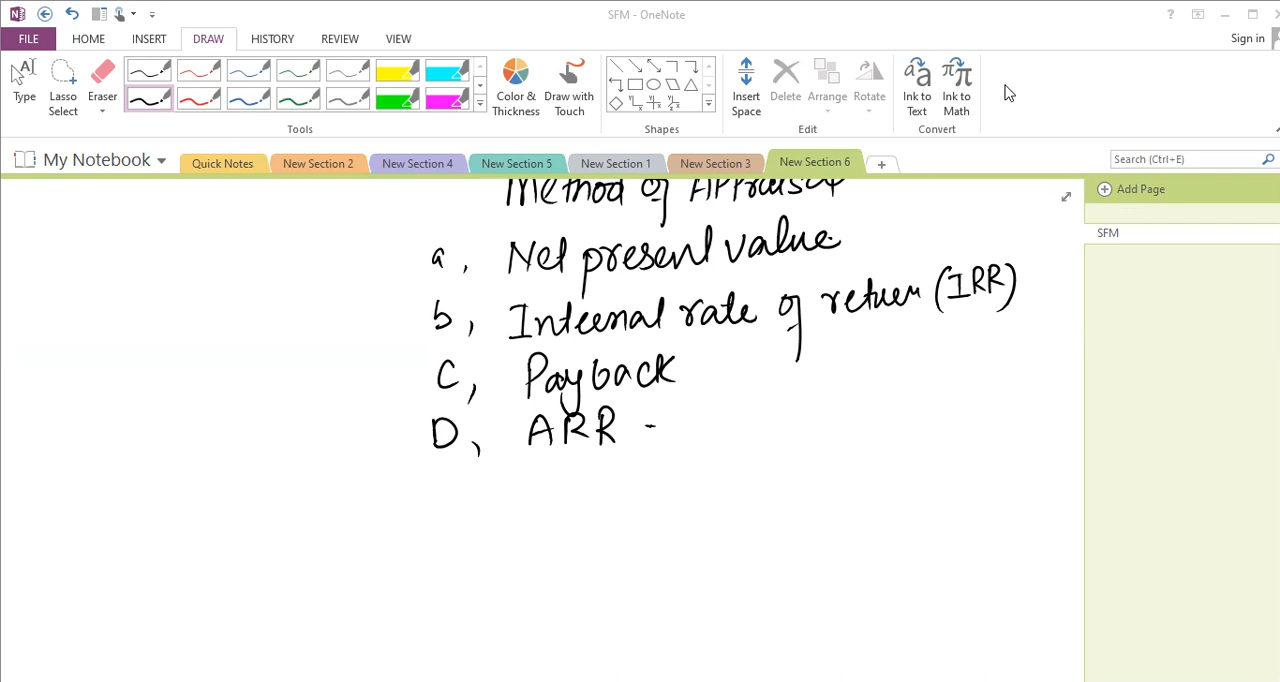 SFM - OneNote
?
Sign in
FILE HOME INSERT DRAW HISTORY REVIEW VIEW
Type Lasso Select Eraser Color & Thickness Draw with Touch Insert Space Delete Arrange Rotate Ink to Text Ink to Math
Tools Shapes Edit Convert
My Notebook Quick Notes New Section 2 New Section 4 New Section 5 New Section 1 New Section 3 New Section 6 Search (Ctrl+E)
Add Page
SFM
Method of Appraisal
a, Net present value
b, Internal rate of return (IRR)
C, Payback
D, ARR -